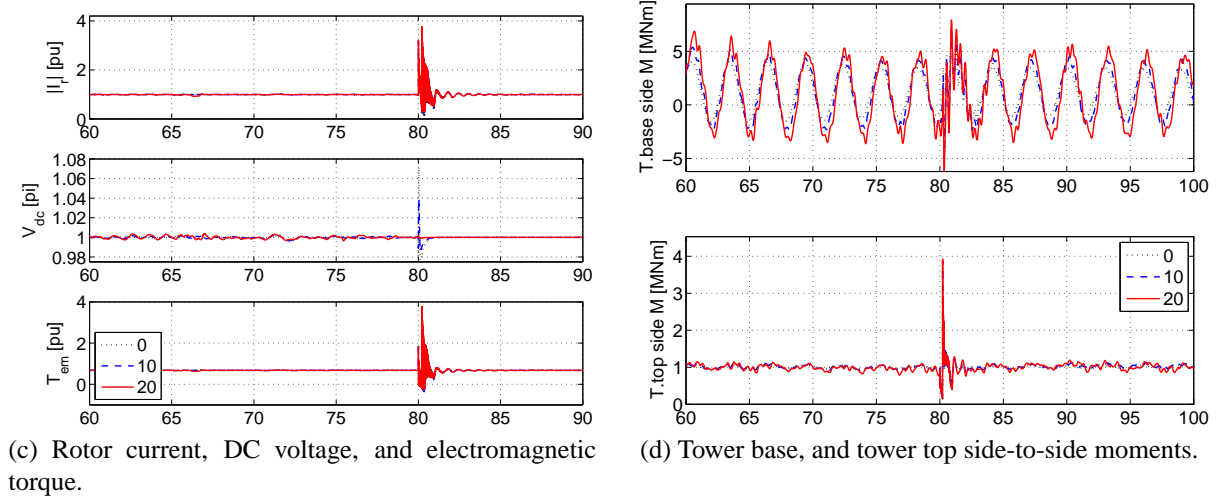 4
2
0
|I_r| [pu]
60 65 70 75 80 85 90
1.08
1.06
1.04
1.02
1
0.98
V_dc [pi]
60 65 70 75 80 85 90
4
2
0
T_em [pu]
0
10
20
60 65 70 75 80 85 90
(c) Rotor current, DC voltage, and electromagnetic
torque.
5
0
−5
T.base side M [MNm]
60 65 70 75 80 85 90 95 100
4
3
2
1
0
T.top side M [MNm]
0
10
20
60 65 70 75 80 85 90 95 100
(d) Tower base, and tower top side-to-side moments.